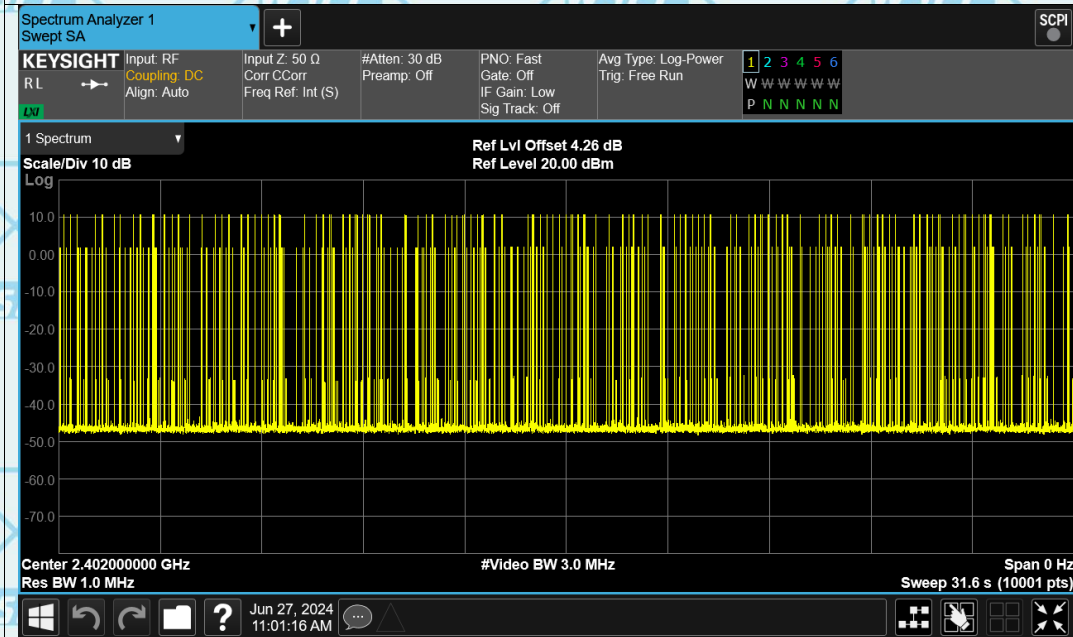 Spectrum Analyzer 1
Swept SA
+
SCPI
KEYSIGHT
RL
LXI
Input: RF
Coupling: DC
Align: Auto
Input Z: 50 Ω
Corr CCorr
Freq Ref: Int (S)
#Atten: 30 dB
Preamp: Off
PNO: Fast
Gate: Off
IF Gain: Low
Sig Track: Off
Avg Type: Log-Power
Trig: Free Run
1 2 3 4 5 6
W W W W W W
P N N N N N
1 Spectrum
Scale/Div 10 dB
Ref Lvl Offset 4.26 dB
Ref Level 20.00 dBm
Log
10.0
0.00
-10.0
-20.0
-30.0
-40.0
-50.0
-60.0
-70.0
Center 2.402000000 GHz
#Video BW 3.0 MHz
Span 0 Hz
Res BW 1.0 MHz
Sweep 31.6 s (10001 pts)
?
Jun 27, 2024
11:01:16 AM